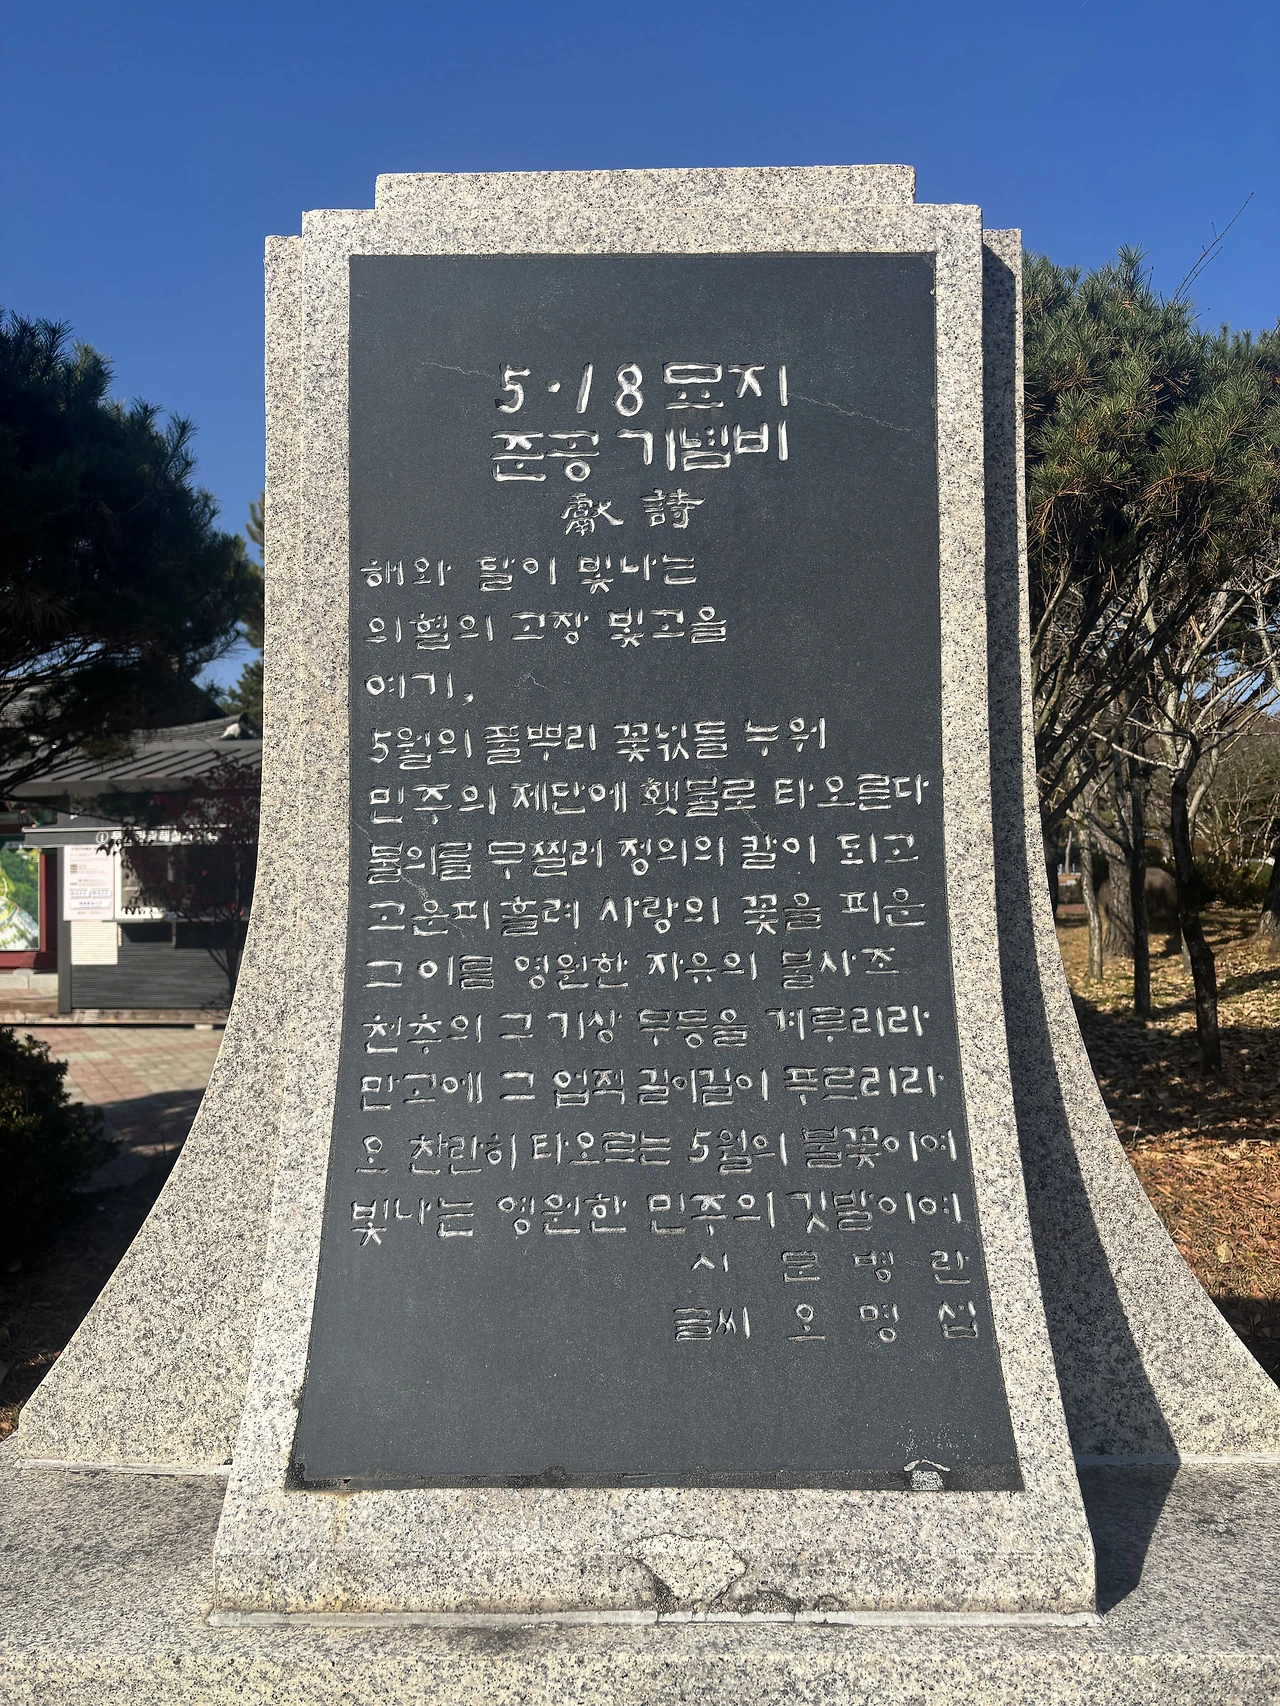 5·18묘지
준공 기념비
獻詩
해와 달이 빛나는
의혈의 고장 빛고을
여기,
5월의 풀뿌리 꽃넋들 누워
민주의 제단에 횃불로 타오른다
불의를 무찔러 정의의 칼이 되고
고운피 흘려 사랑의 꽃을 피운
그 이름 영원한 자유의 불사조
천추의 그 기상 무등을 겨루리라
만고에 그 업적 길이길이 푸르리라
오 찬란히 타오르는 5월의 불꽃이여
빛나는 영원한 민주의 깃발이여
시 문 병 란
글씨 오 명 섭